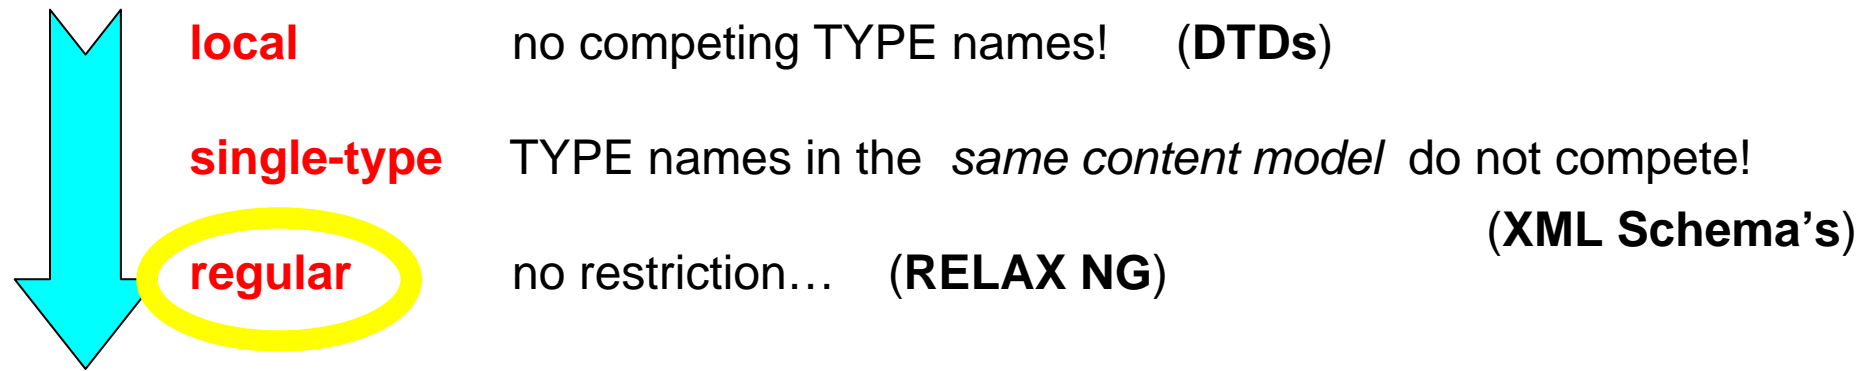 local no competing TYPE names! (DTDs)
single-type TYPE names in the same content model do not compete!
(XML Schema’s)
regular no restriction… (RELAX NG)